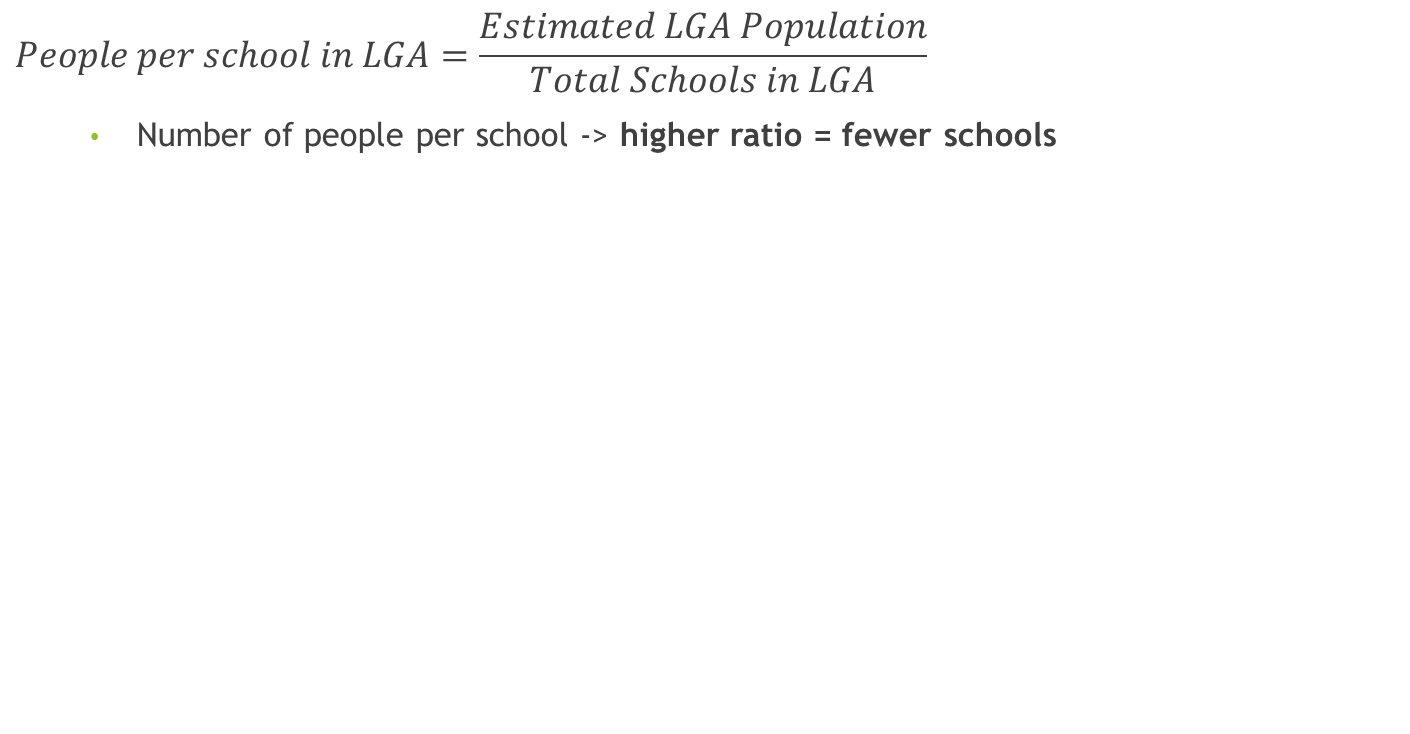 People per school in LGA = Estimated LGA Population / Total Schools in LGA
• Number of people per school -> higher ratio = fewer schools